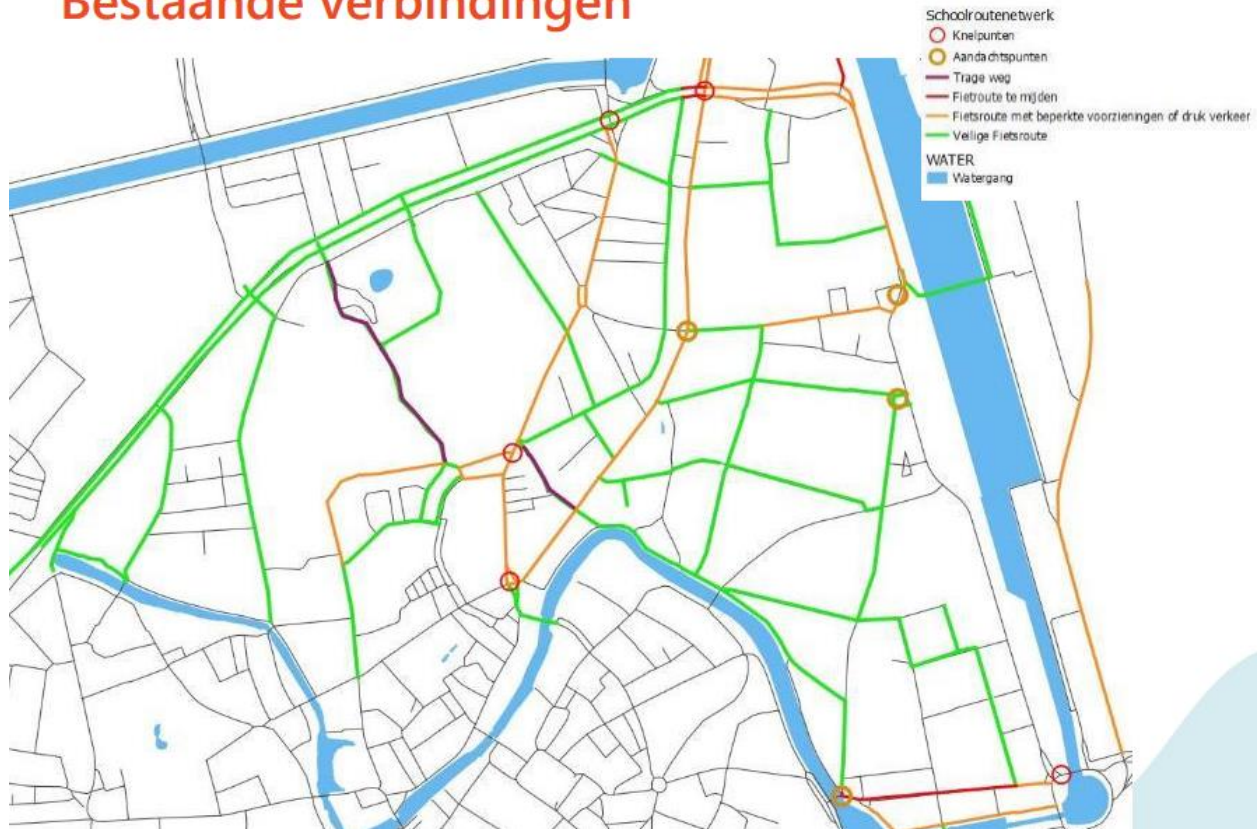 Bestaande verbindingen
Schoolroutenetwerk
Knelpunten
Aandachtspunten
Trage weg
Fietroute te mijden
Fietsroute met beperkte voorzieningen of druk verkeer
Veilige Fietsroute
WATER
Watergang